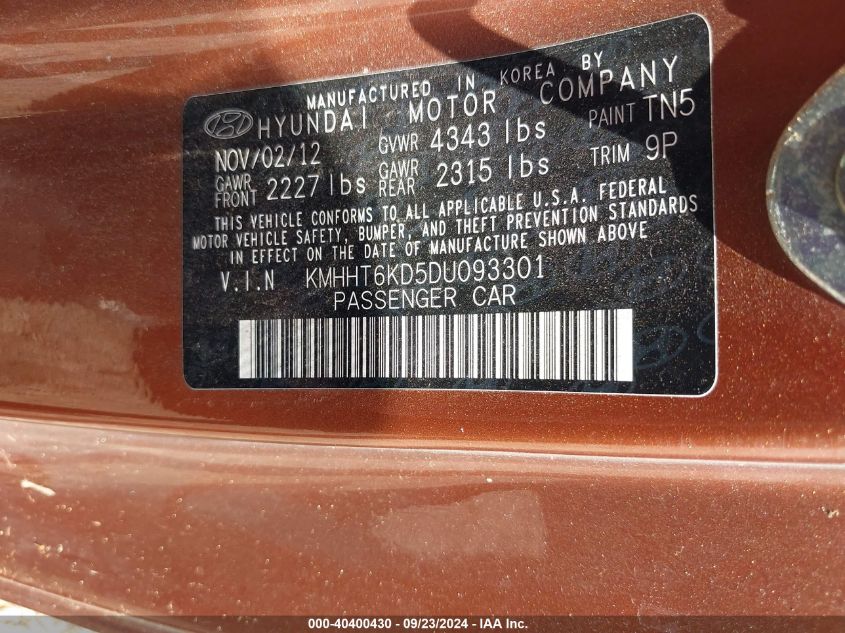 MANUFACTURED IN KOREA BY
HYUNDAI MOTOR COMPANY
NOV/02/12 GVWR 4343 lbs PAINT TN5
GAWR FRONT 2227 lbs GAWR REAR 2315 lbs TRIM 9P
THIS VEHICLE CONFORMS TO ALL APPLICABLE U.S.A. FEDERAL
MOTOR VEHICLE SAFETY, BUMPER, AND THEFT PREVENTION STANDARDS
IN EFFECT ON THE DATE OF MANUFACTURE SHOWN ABOVE
V.I.N KMHHT6KD5DU093301
PASSENGER CAR
000-40400430 - 09/23/2024 - IAA Inc.